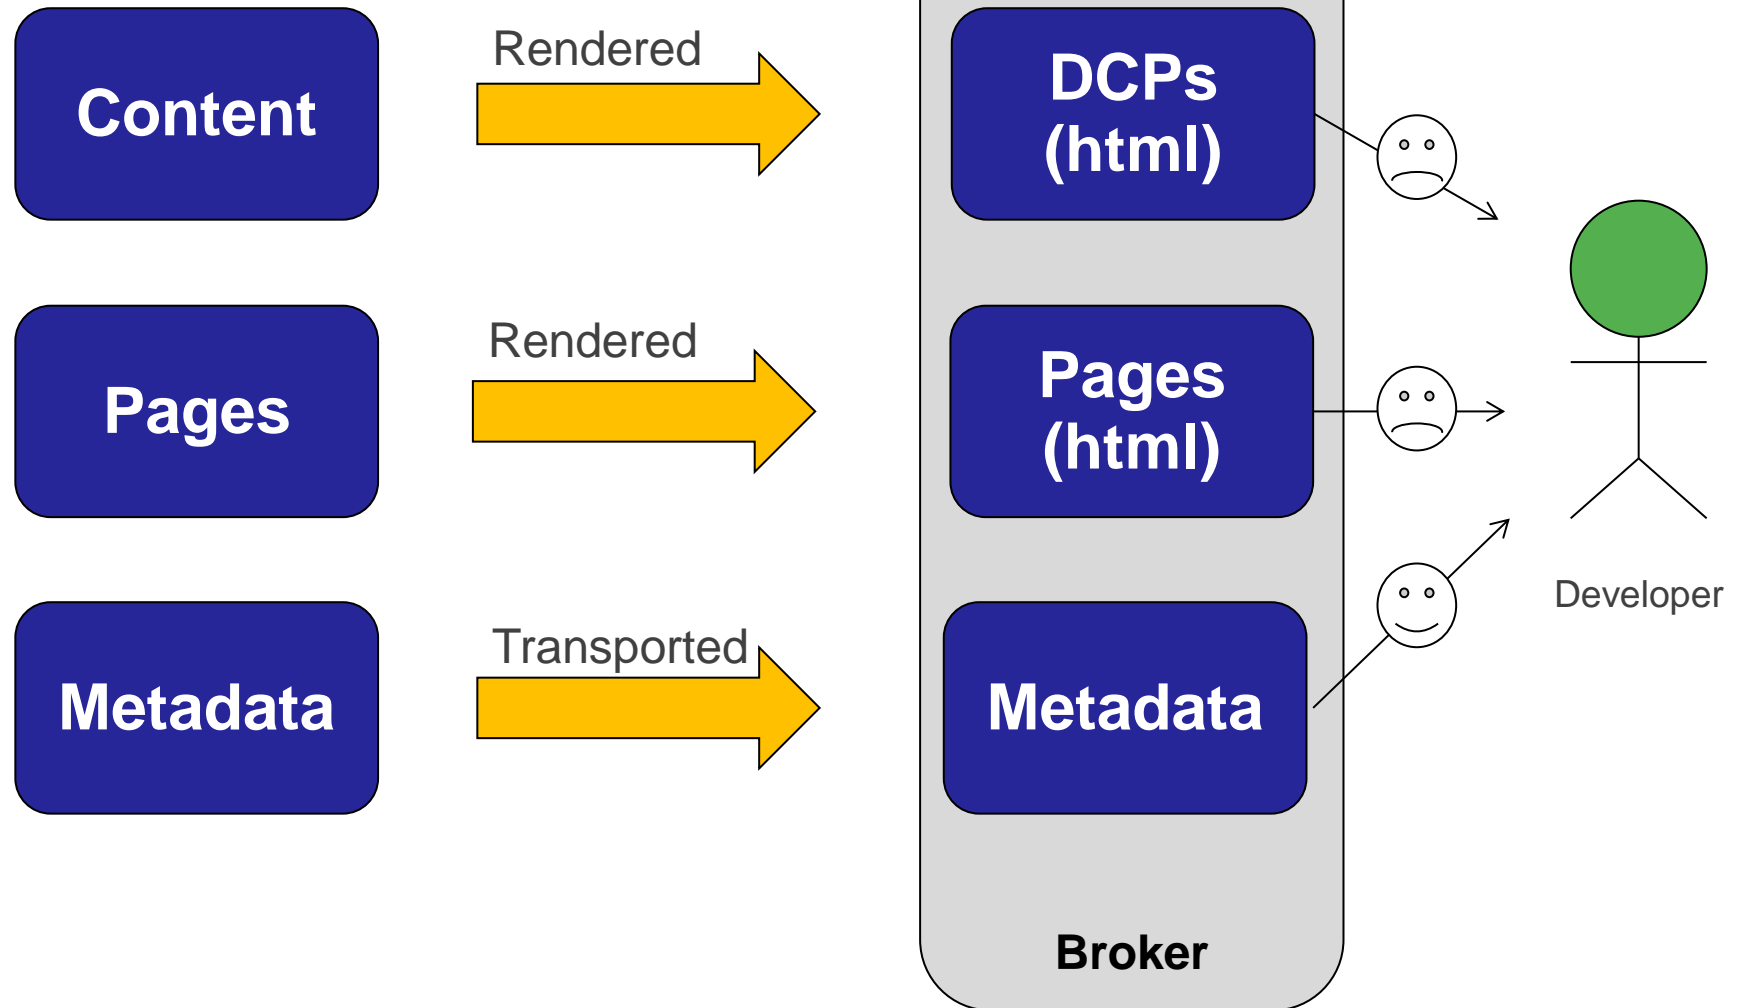 Content
Rendered
DCPs
(html)
Pages
Rendered
Pages
(html)
Metadata
Transported
Metadata
Developer
Broker